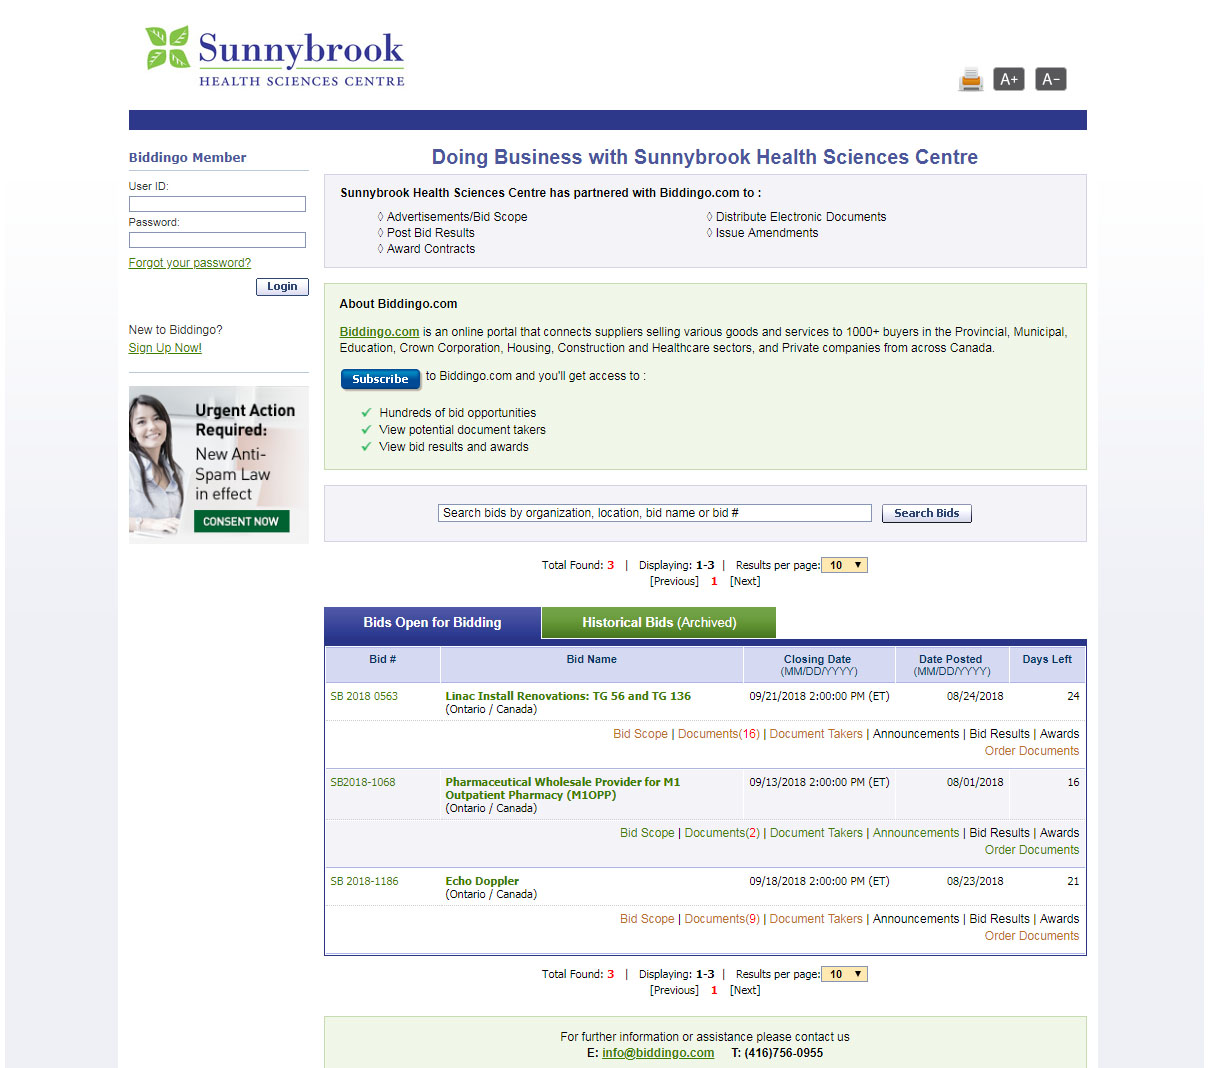 Sunnybrook
HEALTH SCIENCES CENTRE
A+ A-
Biddingo Member
User ID:
Password:
Forgot your password?
Login
New to Biddingo?
Sign Up Now!
Urgent Action
Required:
New Anti-
Spam Law
in effect
CONSENT NOW
Doing Business with Sunnybrook Health Sciences Centre
Sunnybrook Health Sciences Centre has partnered with Biddingo.com to :
◊ Advertisements/Bid Scope ◊ Distribute Electronic Documents
◊ Post Bid Results ◊ Issue Amendments
◊ Award Contracts
About Biddingo.com
Biddingo.com is an online portal that connects suppliers selling various goods and services to 1000+ buyers in the Provincial, Municipal,
Education, Crown Corporation, Housing, Construction and Healthcare sectors, and Private companies from across Canada.
Subscribe to Biddingo.com and you'll get access to :
✓ Hundreds of bid opportunities
✓ View potential document takers
✓ View bid results and awards
Search bids by organization, location, bid name or bid # Search Bids
Total Found: 3 | Displaying: 1-3 | Results per page: 10 ▼
[Previous] 1 [Next]
Bids Open for Bidding Historical Bids (Archived)
Bid # Bid Name Closing Date Date Posted Days Left
(MM/DD/YYYY) (MM/DD/YYYY)
SB 2018 0563 Linac Install Renovations: TG 56 and TG 136 09/21/2018 2:00:00 PM (ET) 08/24/2018 24
(Ontario / Canada)
Bid Scope | Documents(16) | Document Takers | Announcements | Bid Results | Awards
Order Documents
SB2018-1068 Pharmaceutical Wholesale Provider for M1 09/13/2018 2:00:00 PM (ET) 08/01/2018 16
Outpatient Pharmacy (M1OPP)
(Ontario / Canada)
Bid Scope | Documents(2) | Document Takers | Announcements | Bid Results | Awards
Order Documents
SB 2018-1186 Echo Doppler 09/18/2018 2:00:00 PM (ET) 08/23/2018 21
(Ontario / Canada)
Bid Scope | Documents(9) | Document Takers | Announcements | Bid Results | Awards
Order Documents
Total Found: 3 | Displaying: 1-3 | Results per page: 10 ▼
[Previous] 1 [Next]
For further information or assistance please contact us
E: info@biddingo.com T: (416)756-0955